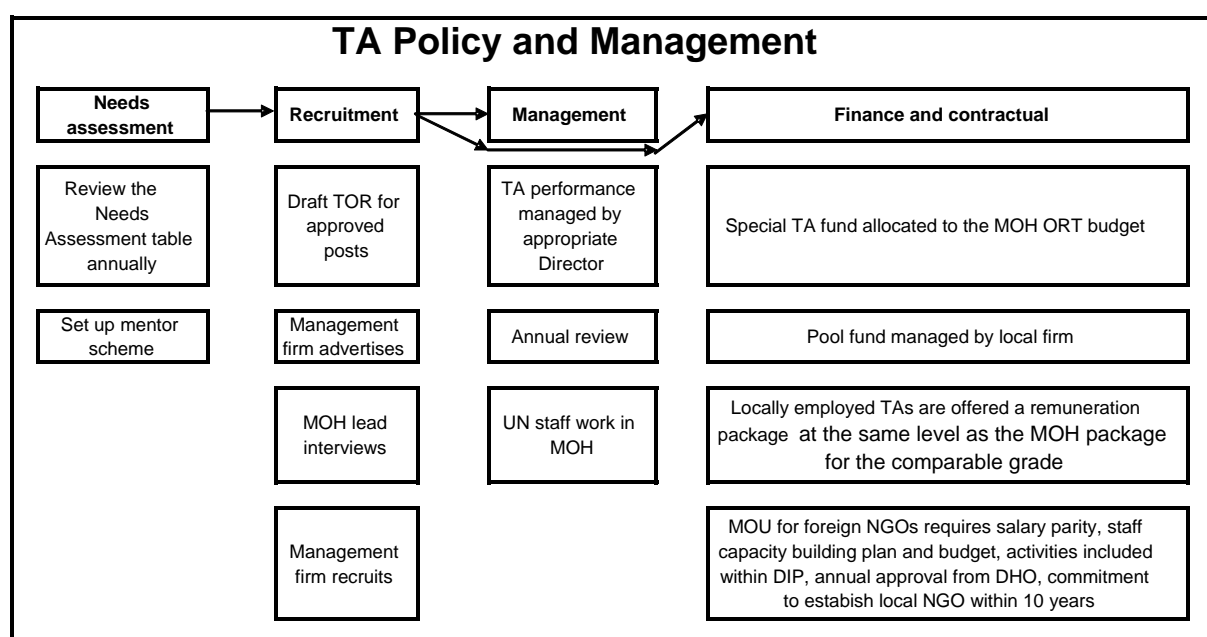 TA Policy and Management
Needs
assessment
Recruitment
Management
Finance and contractual
Review the
Needs
Assessment table
annually
Draft TOR for
approved
posts
TA performance
managed by
appropriate
Director
Special TA fund allocated to the MOH ORT budget
Set up mentor
scheme
Management
firm advertises
Annual review
Pool fund managed by local firm
MOH lead
interviews
UN staff work in
MOH
Locally employed TAs are offered a remuneration
package at the same level as the MOH package
for the comparable grade
Management
firm recruits
MOU for foreign NGOs requires salary parity, staff
capacity building plan and budget, activities included
within DIP, annual approval from DHO, commitment
to estabish local NGO within 10 years